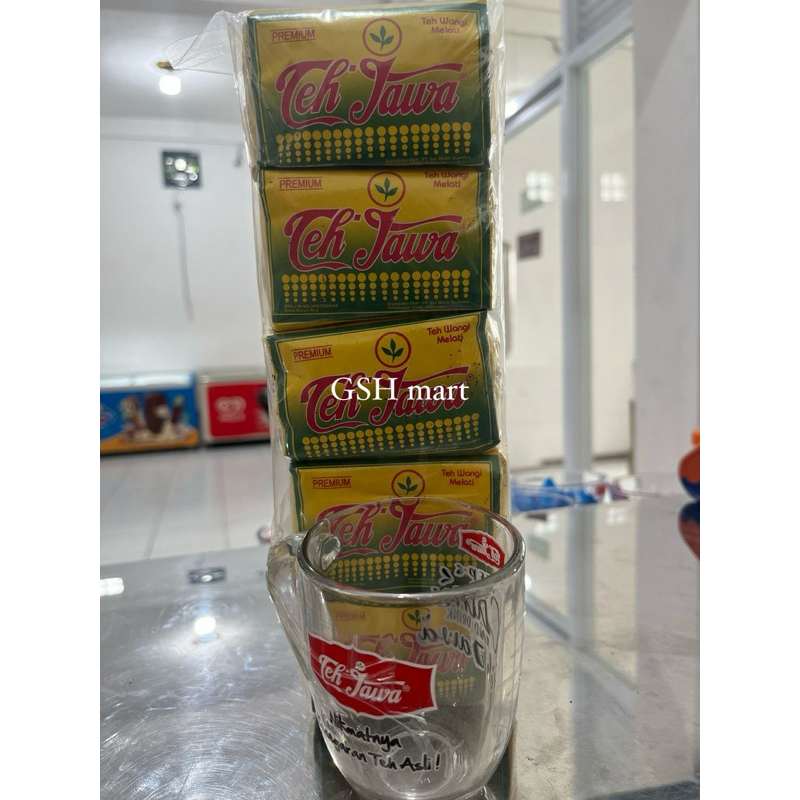 PREMIUM
Teh Wangi
Melati
Teh Jawa®
PREMIUM
Teh Wangi
Melati
Teh Jawa
PREMIUM
Teh Wangi
Melati
Teh Jawa®
GSH mart
PREMIUM
Teh Wangi
Melati
Teh Jawa
PREMIUM
Teh Jawa®
Nikmatnya
Teh Asli!